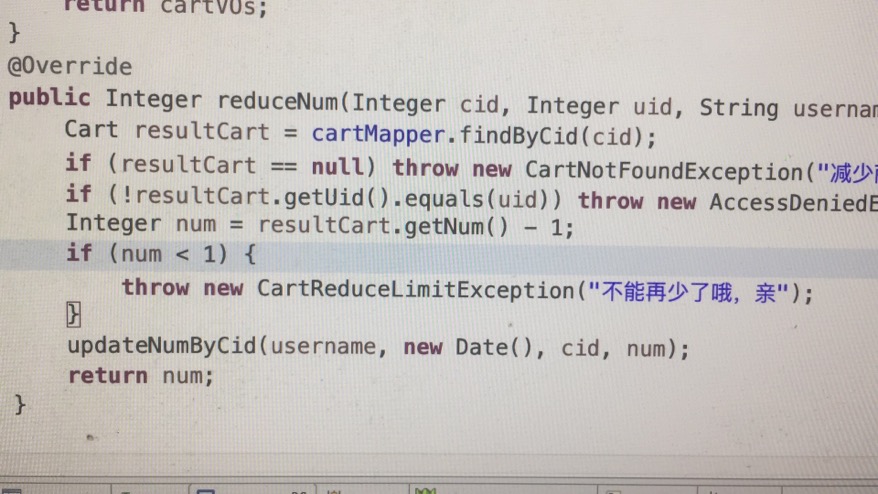 return cartVOs;
}
@Override
public Integer reduceNum(Integer cid, Integer uid, String usernam
Cart resultCart = cartMapper.findByCid(cid);
if (resultCart == null) throw new CartNotFoundException("减少
if (!resultCart.getUid().equals(uid)) throw new AccessDeniedE
Integer num = resultCart.getNum() - 1;
if (num < 1) {
throw new CartReduceLimitException("不能再少了哦，亲");
}
updateNumByCid(username, new Date(), cid, num);
return num;
}